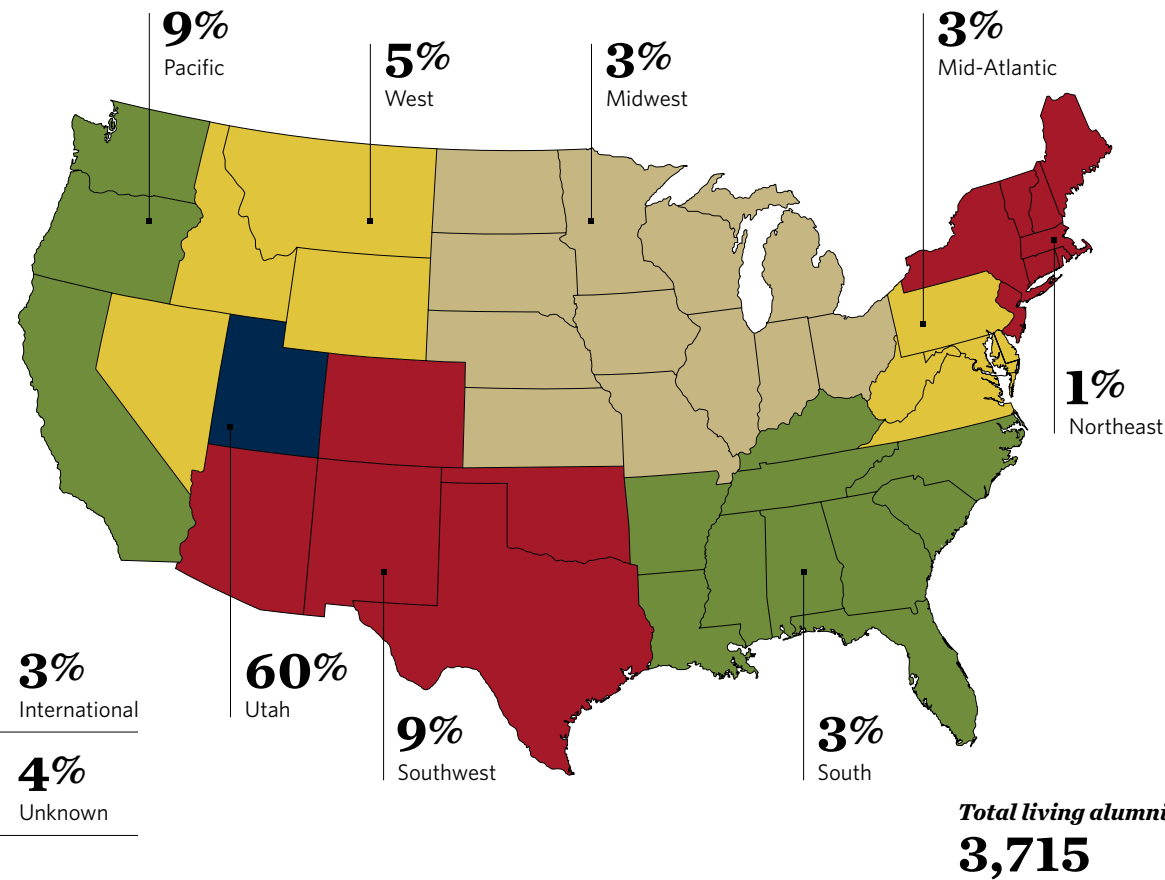 9%
Pacific
5%
West
3%
Midwest
3%
Mid-Atlantic
1%
Northeast
3%
International
4%
Unknown
60%
Utah
9%
Southwest
3%
South
Total living alumni
3,715